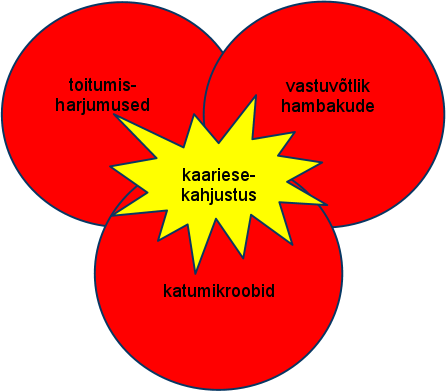 toitumis-
harjumused
vastuvõtlik
hambakude
kaariese-
kahjustus
katumikroobid